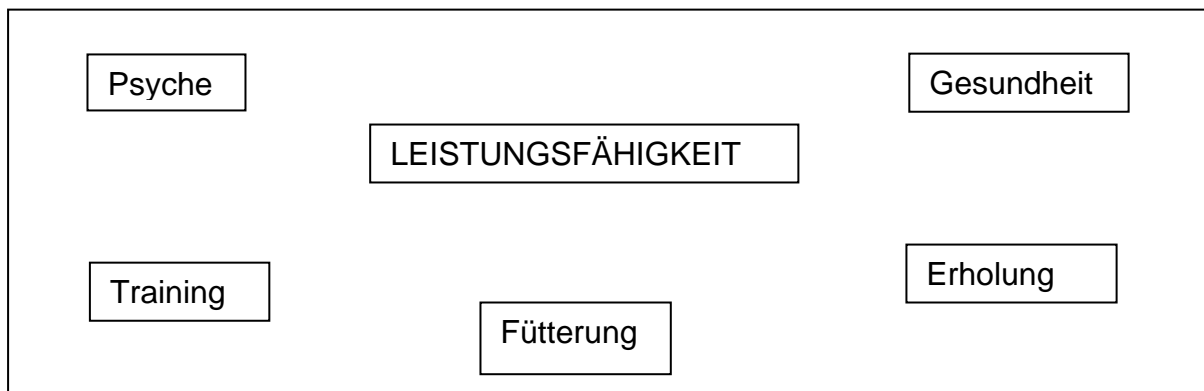 Psyche
Gesundheit
LEISTUNGSFÄHIGKEIT
Training
Erholung
Fütterung